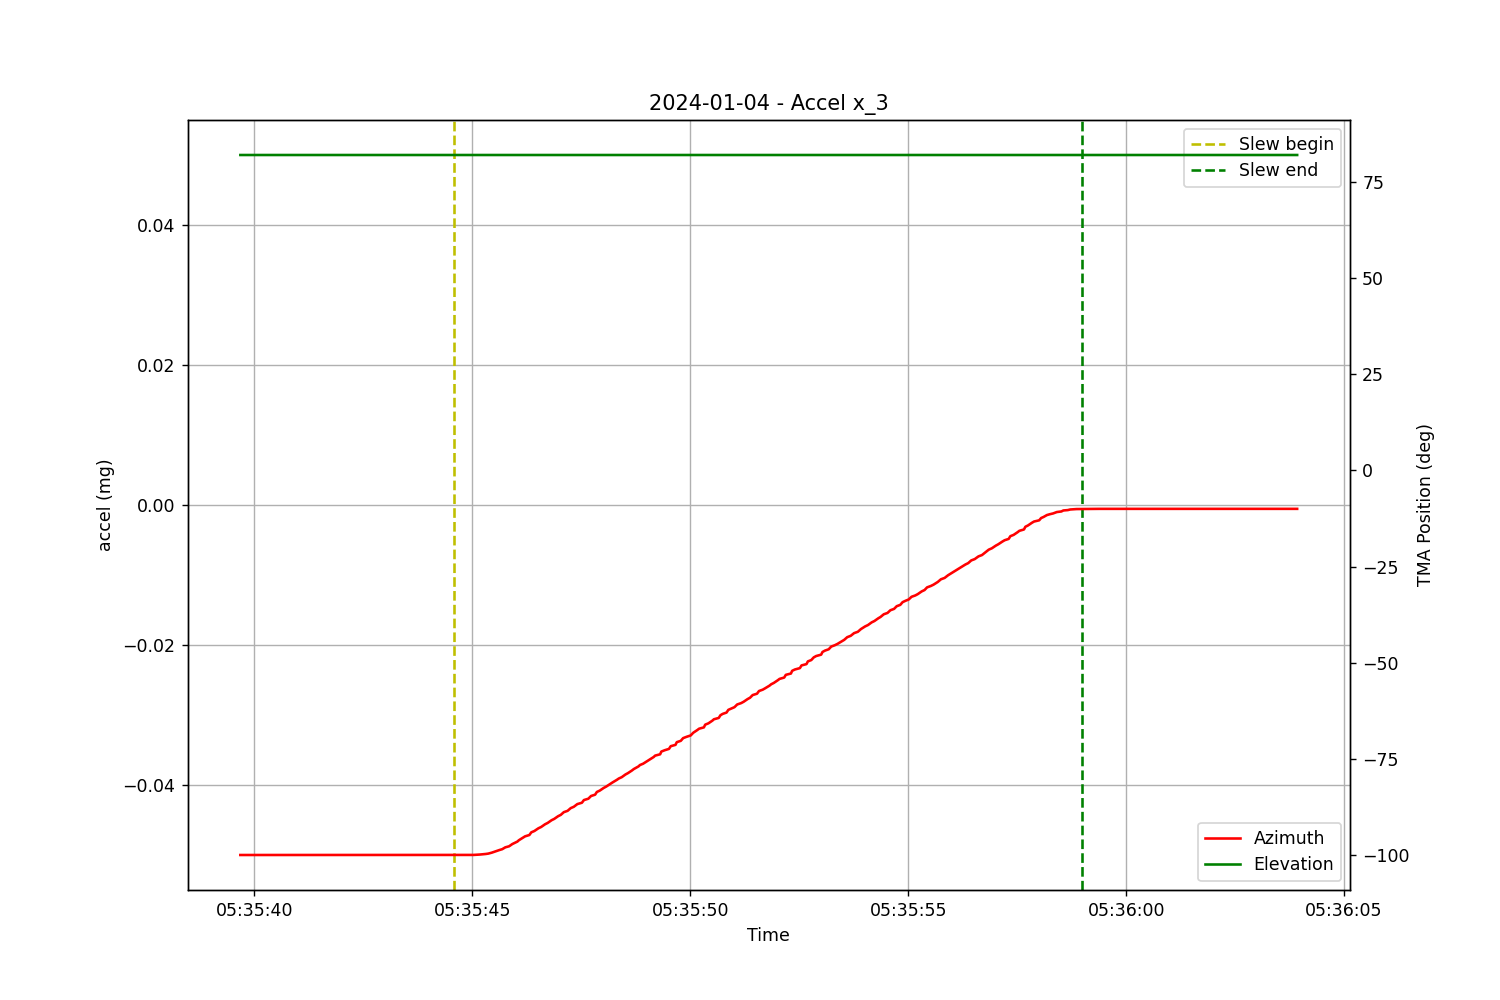 2024-01-04 - Accel x_3
Slew begin
Slew end
0.04
0.02
0.00
−0.02
−0.04
accel (mg)
75
50
25
0
−25
−50
−75
−100
TMA Position (deg)
Azimuth
Elevation
05:35:40 05:35:45 05:35:50 05:35:55 05:36:00 05:36:05
Time